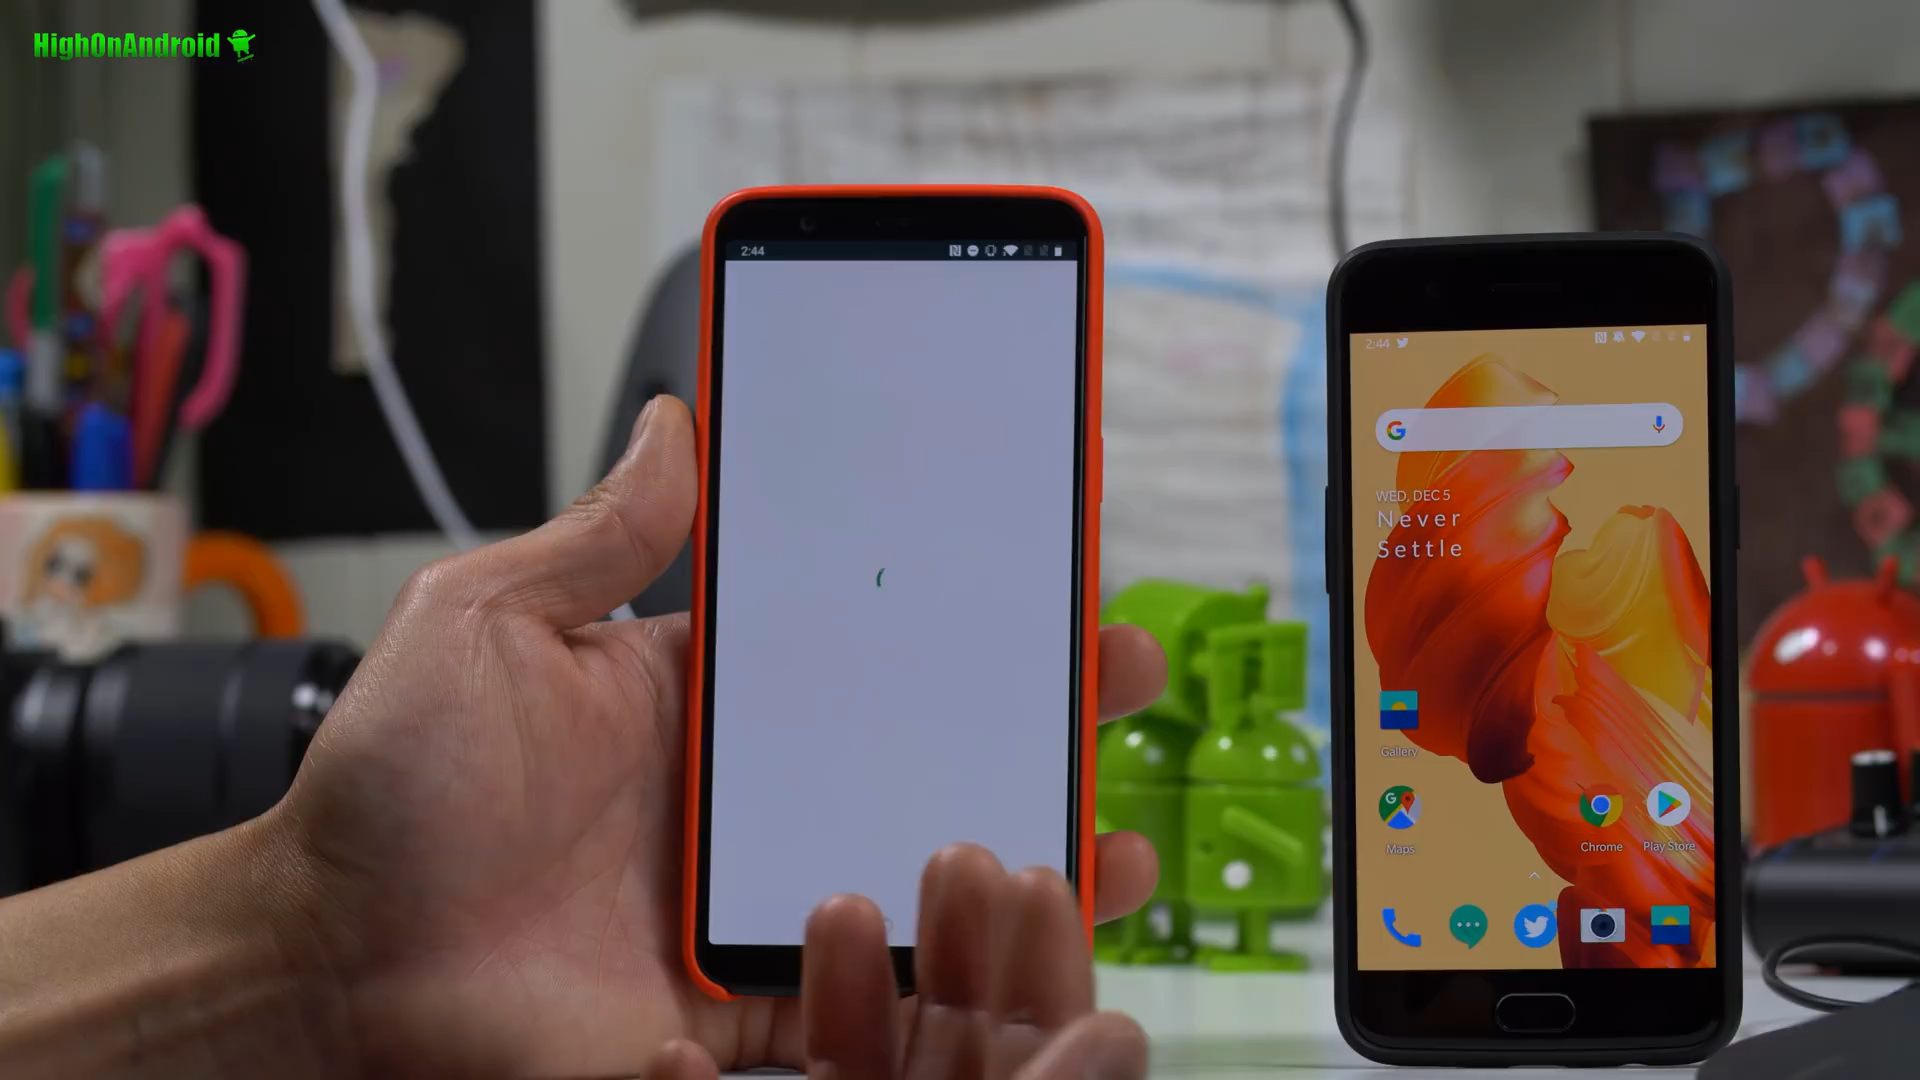 HighOnAndroid
2:44
2:44
WED, DEC 5
Never
Settle
Gallery
Maps
Chrome
Play Store